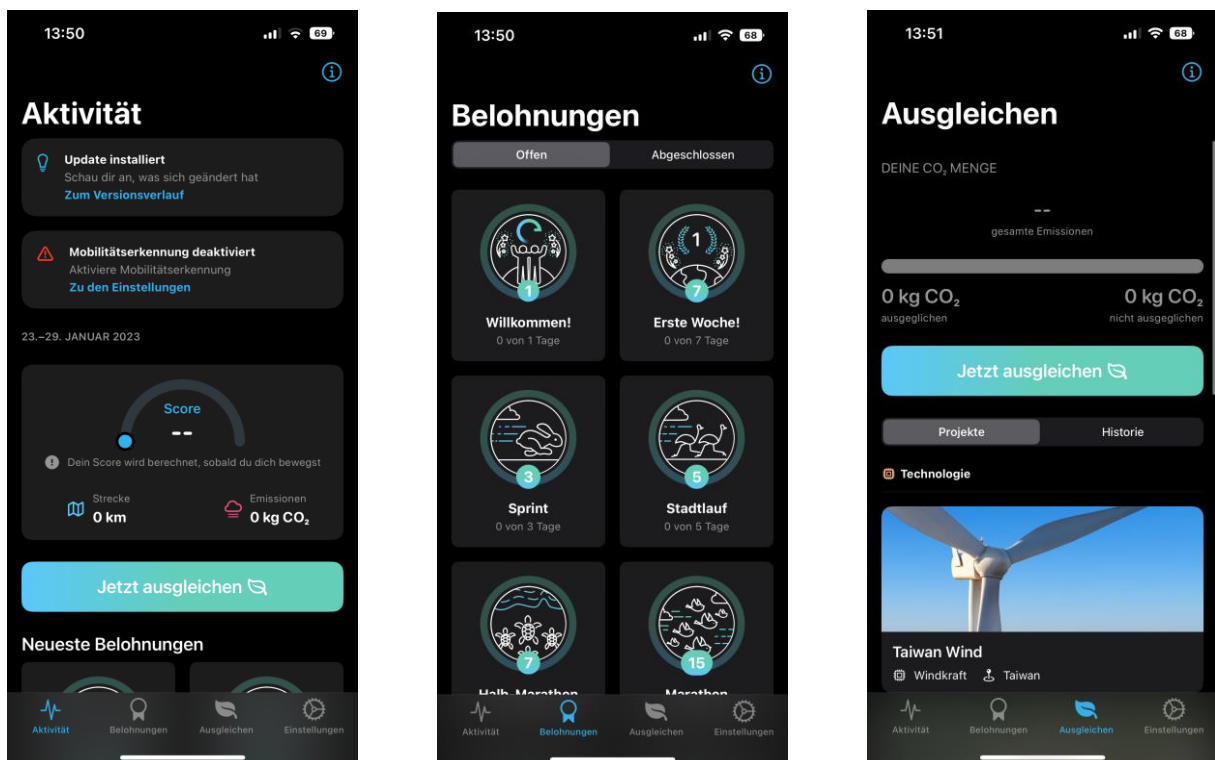 13:50
69
Aktivität
Update installiert
Schau dir an, was sich geändert hat
Zum Versionsverlauf
Mobilitätserkennung deaktiviert
Aktiviere Mobilitätserkennung
Zu den Einstellungen
23.–29. JANUAR 2023
Score
--
Dein Score wird berechnet, sobald du dich bewegst
Strecke
0 km
Emissionen
0 kg CO₂
Jetzt ausgleichen
Neueste Belohnungen
Aktivität Belohnungen Ausgleichen Einstellungen
13:50
68
Belohnungen
Offen Abgeschlossen
1
Willkommen!
0 von 1 Tage
1
7
Erste Woche!
0 von 7 Tage
3
Sprint
0 von 3 Tage
5
Stadtlauf
0 von 5 Tage
7
Halb-Marathon
15
Marathon
Aktivität Belohnungen Ausgleichen Einstellungen
13:51
68
Ausgleichen
DEINE CO₂ MENGE
--
gesamte Emissionen
0 kg CO₂
ausgeglichen
0 kg CO₂
nicht ausgeglichen
Jetzt ausgleichen
Projekte Historie
Technologie
Taiwan Wind
Windkraft Taiwan
Aktivität Belohnungen Ausgleichen Einstellungen